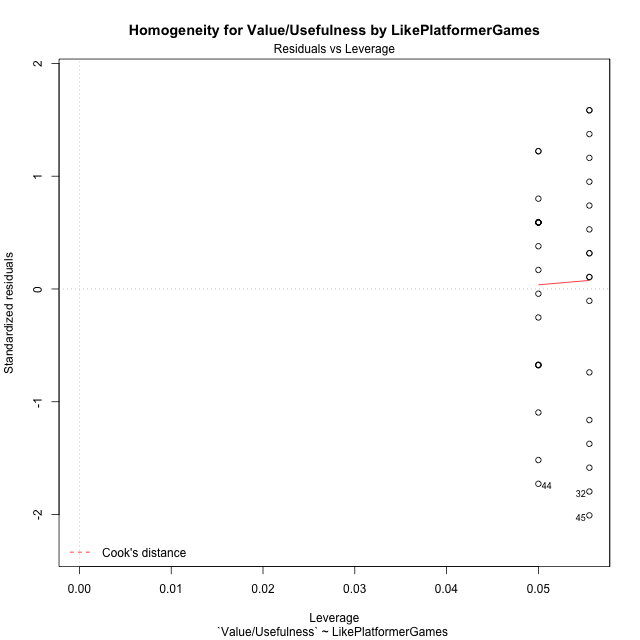 Homogeneity for Value/Usefulness by LikePlatformerGames
Residuals vs Leverage
2
1
0
-1
-2
Standardized residuals
44
32
45
Cook's distance
0.00 0.01 0.02 0.03 0.04 0.05
Leverage
`Value/Usefulness` ~ LikePlatformerGames